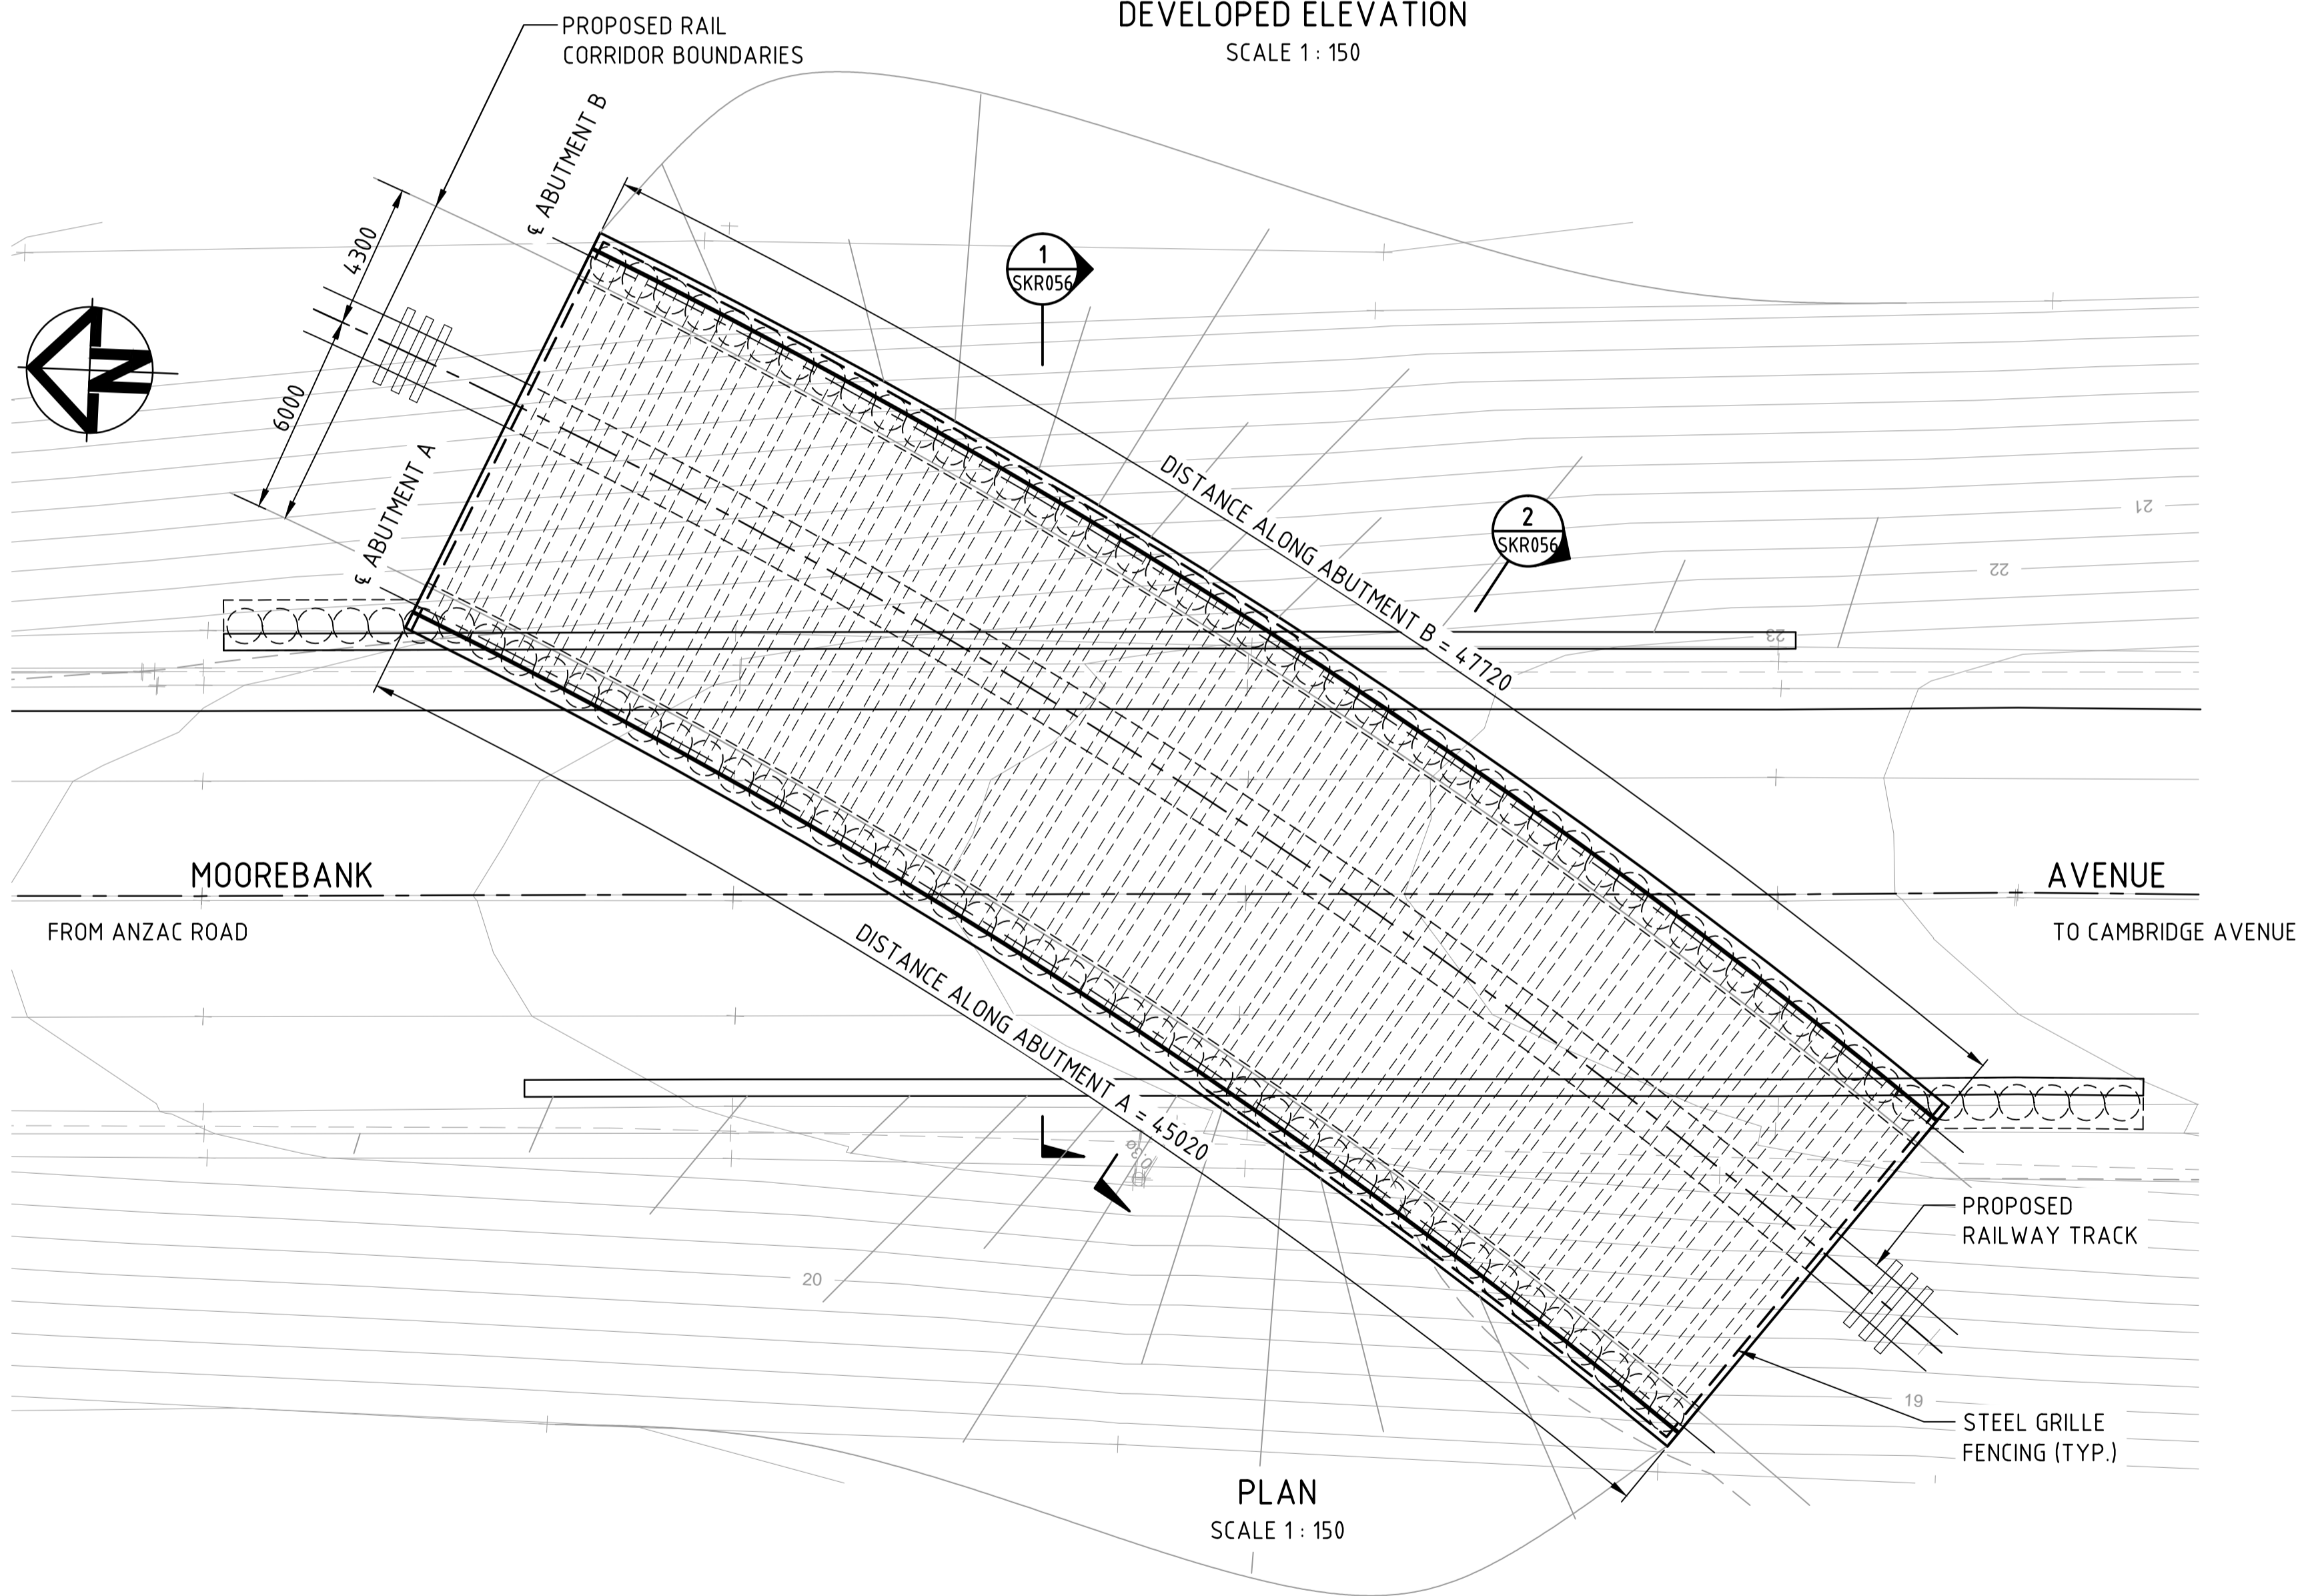 DEVELOPED ELEVATION
SCALE 1 : 150
PROPOSED RAIL
CORRIDOR BOUNDARIES
℄ ABUTMENT B
4300
6000
℄ ABUTMENT A
N
1
SKR056
2
SKR056
DISTANCE ALONG ABUTMENT B = 47720
21
22
23
MOOREBANK
AVENUE
FROM ANZAC ROAD
TO CAMBRIDGE AVENUE
DISTANCE ALONG ABUTMENT A = 45020
20
19
PROPOSED
RAILWAY TRACK
STEEL GRILLE
FENCING (TYP.)
PLAN
SCALE 1 : 150